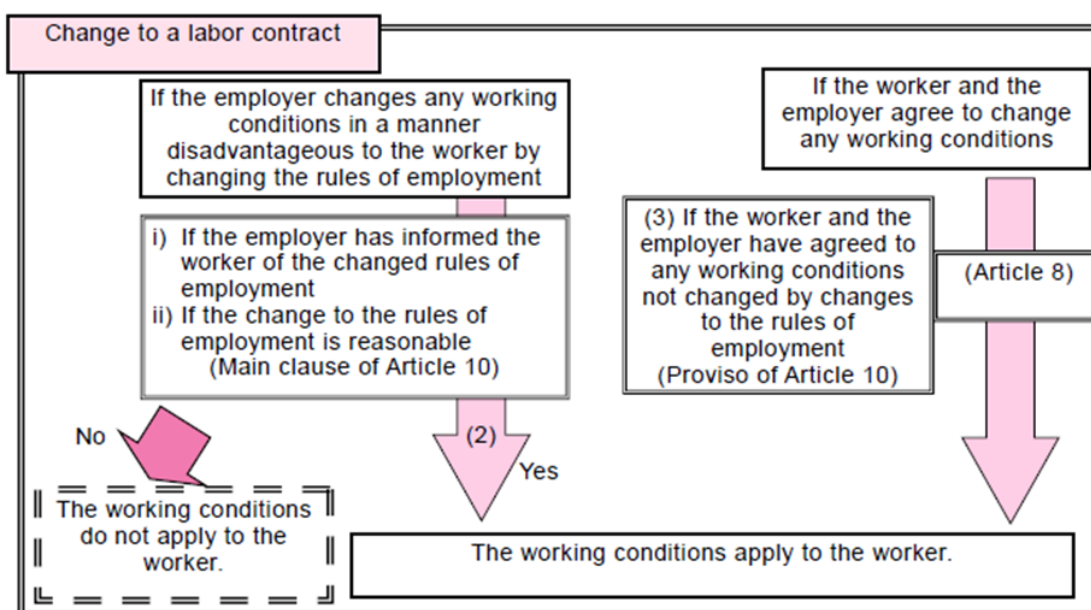 Change to a labor contract
If the employer changes any working
conditions in a manner
disadvantageous to the worker by
changing the rules of employment
If the worker and the
employer agree to change
any working conditions
i) If the employer has informed the
worker of the changed rules of
employment
ii) If the change to the rules of
employment is reasonable
(Main clause of Article 10)
(3) If the worker and the
employer have agreed to
any working conditions
not changed by changes
to the rules of
employment
(Proviso of Article 10)
(Article 8)
No
(2)
Yes
The working conditions
do not apply to the
worker.
The working conditions apply to the worker.